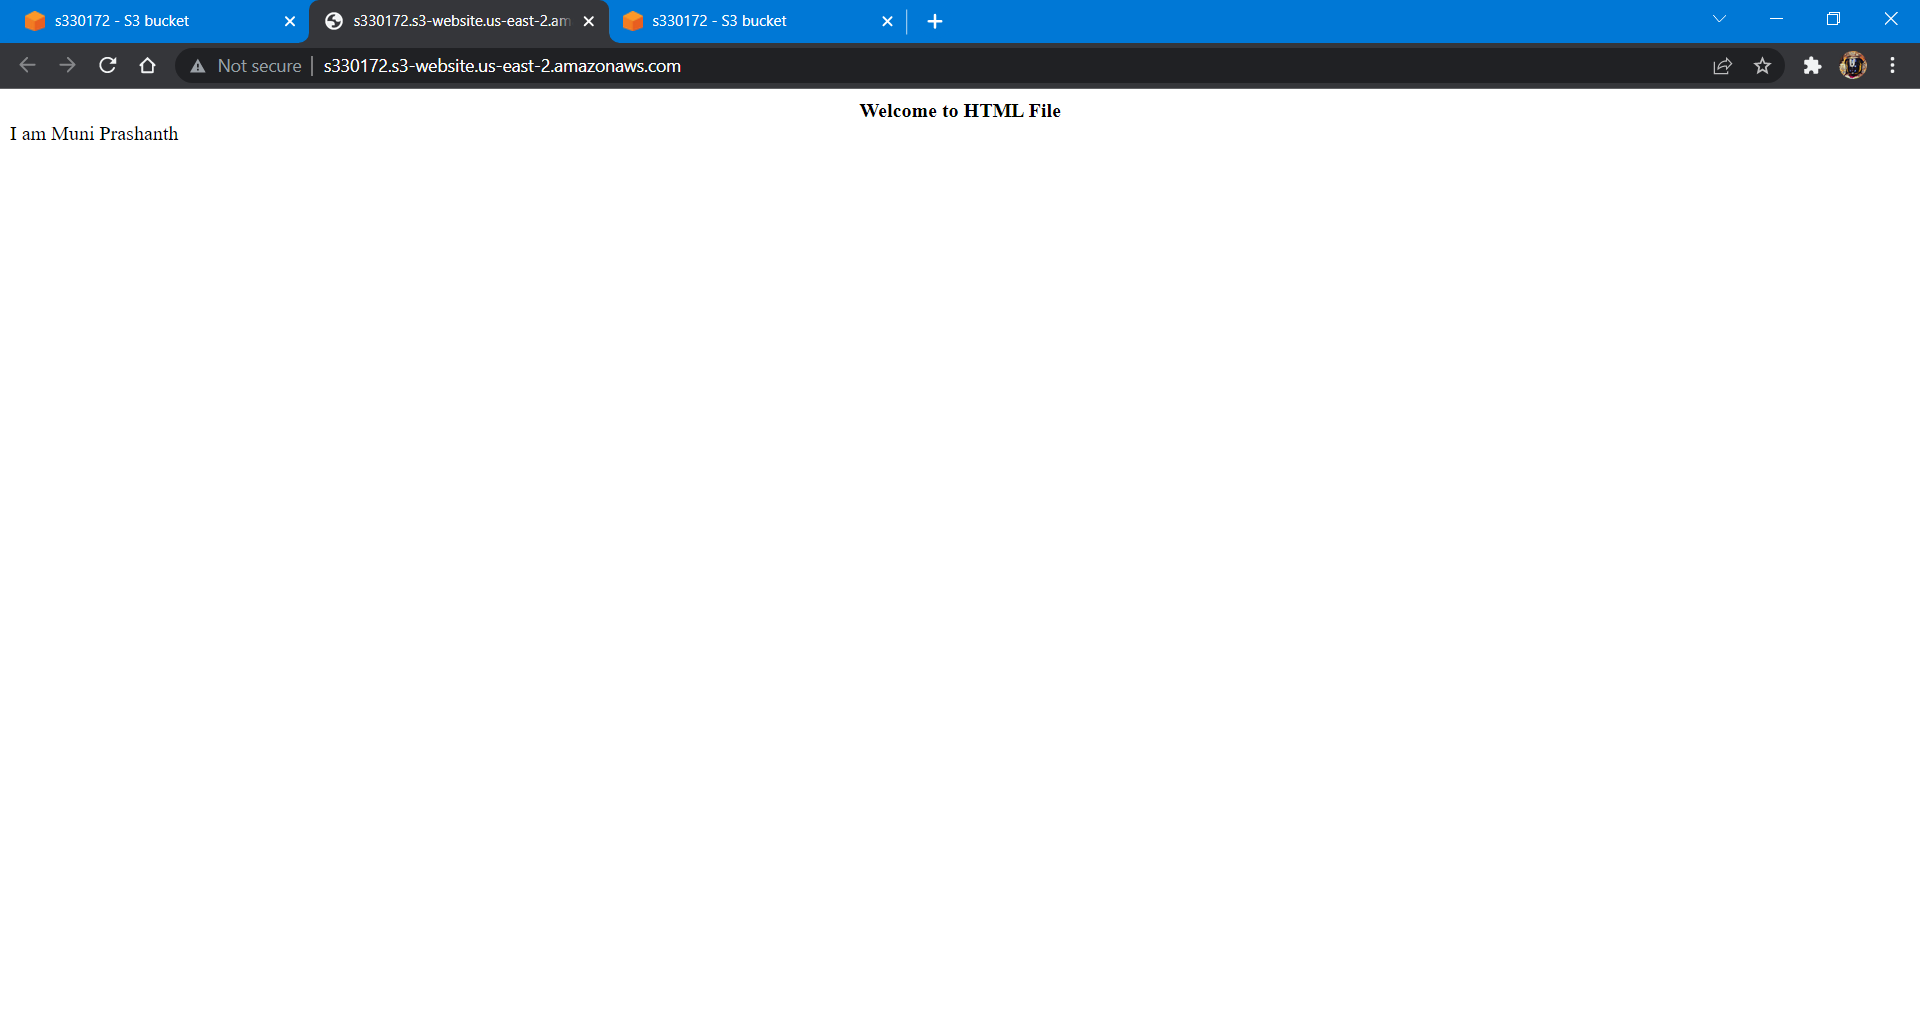 s330172 - S3 bucket
s330172.s3-website.us-east-2.am
s330172 - S3 bucket
Not secure
s330172.s3-website.us-east-2.amazonaws.com
Welcome to HTML File
I am Muni Prashanth